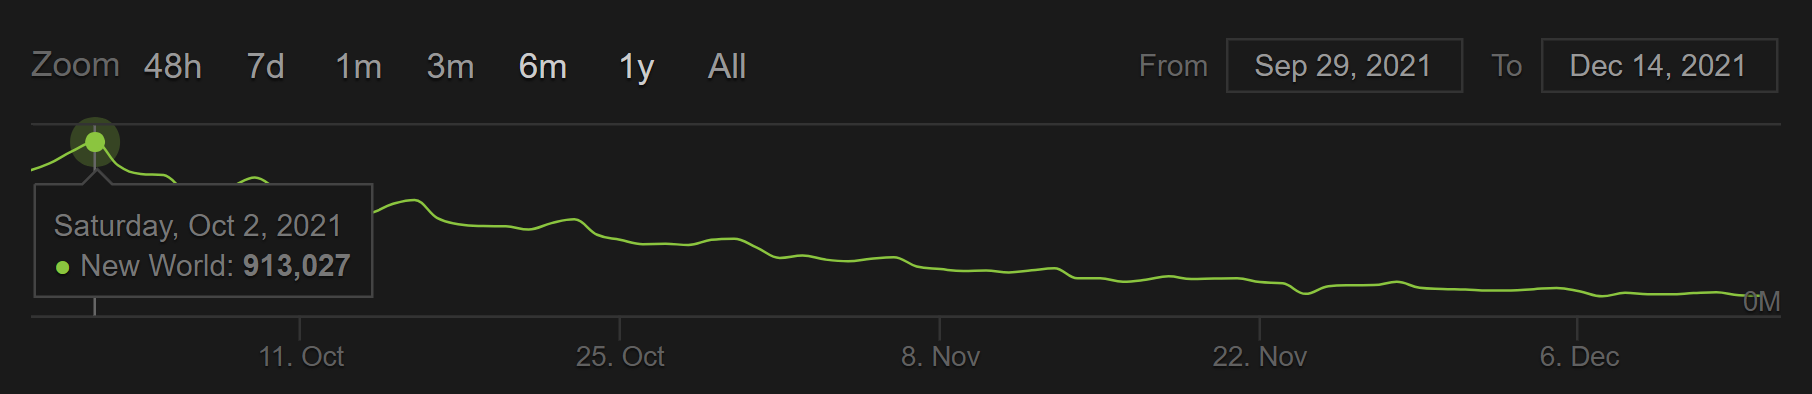 Zoom 48h 7d 1m 3m 6m 1y All From Sep 29, 2021 To Dec 14, 2021
Saturday, Oct 2, 2021
New World: 913,027
0M
11. Oct 25. Oct 8. Nov 22. Nov 6. Dec